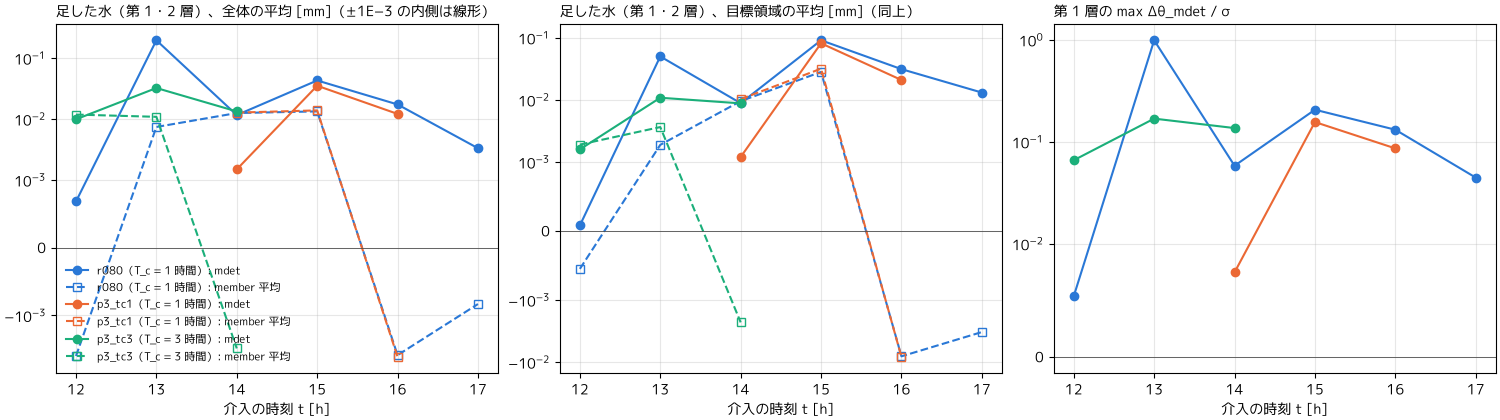 足した水（第 1・2 層）、全体の平均 [mm]（±1E−3 の内側は線形）
10⁻¹
10⁻²
10⁻³
0
−10⁻³
r080（T_c = 1 時間）: mdet
r080（T_c = 1 時間）: member 平均
p3_tc1（T_c = 1 時間）: mdet
p3_tc1（T_c = 1 時間）: member 平均
p3_tc3（T_c = 3 時間）: mdet
p3_tc3（T_c = 3 時間）: member 平均
12 13 14 15 16 17
介入の時刻 t [h]
足した水（第 1・2 層）、目標領域の平均 [mm]（同上）
10⁻¹
10⁻²
10⁻³
0
−10⁻³
−10⁻²
12 13 14 15 16 17
介入の時刻 t [h]
第 1 層の max Δθ_mdet / σ
10⁰
10⁻¹
10⁻²
0
12 13 14 15 16 17
介入の時刻 t [h]